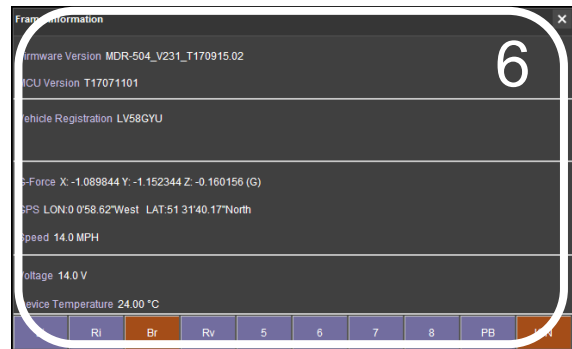 Frame Information
×
6
Firmware Version MDR-504_V231_T170915.02
MCU Version T17071101
Vehicle Registration LV58GYU
G-Force X: -1.089844 Y: -1.152344 Z: -0.160156 (G)
GPS LON:0 0'58.62"West LAT:51 31'40.17"North
Speed 14.0 MPH
Voltage 14.0 V
Device Temperature 24.00 °C
Ri Br Rv 5 6 7 8 PB